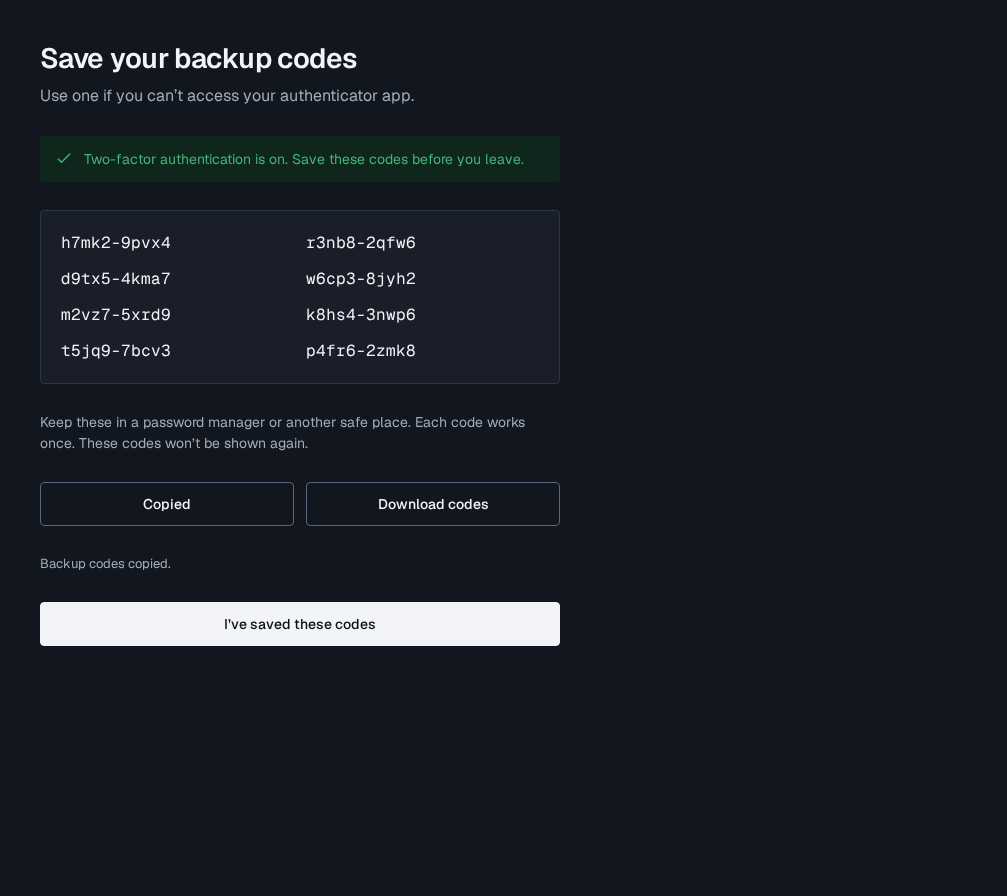 Save your backup codes
Use one if you can’t access your authenticator app.
Two-factor authentication is on. Save these codes before you leave.
h7mk2-9pvx4 r3nb8-2qfw6
d9tx5-4kma7 w6cp3-8jyh2
m2vz7-5xrd9 k8hs4-3nwp6
t5jq9-7bcv3 p4fr6-2zmk8
Keep these in a password manager or another safe place. Each code works
once. These codes won’t be shown again.
Copied Download codes
Backup codes copied.
I’ve saved these codes